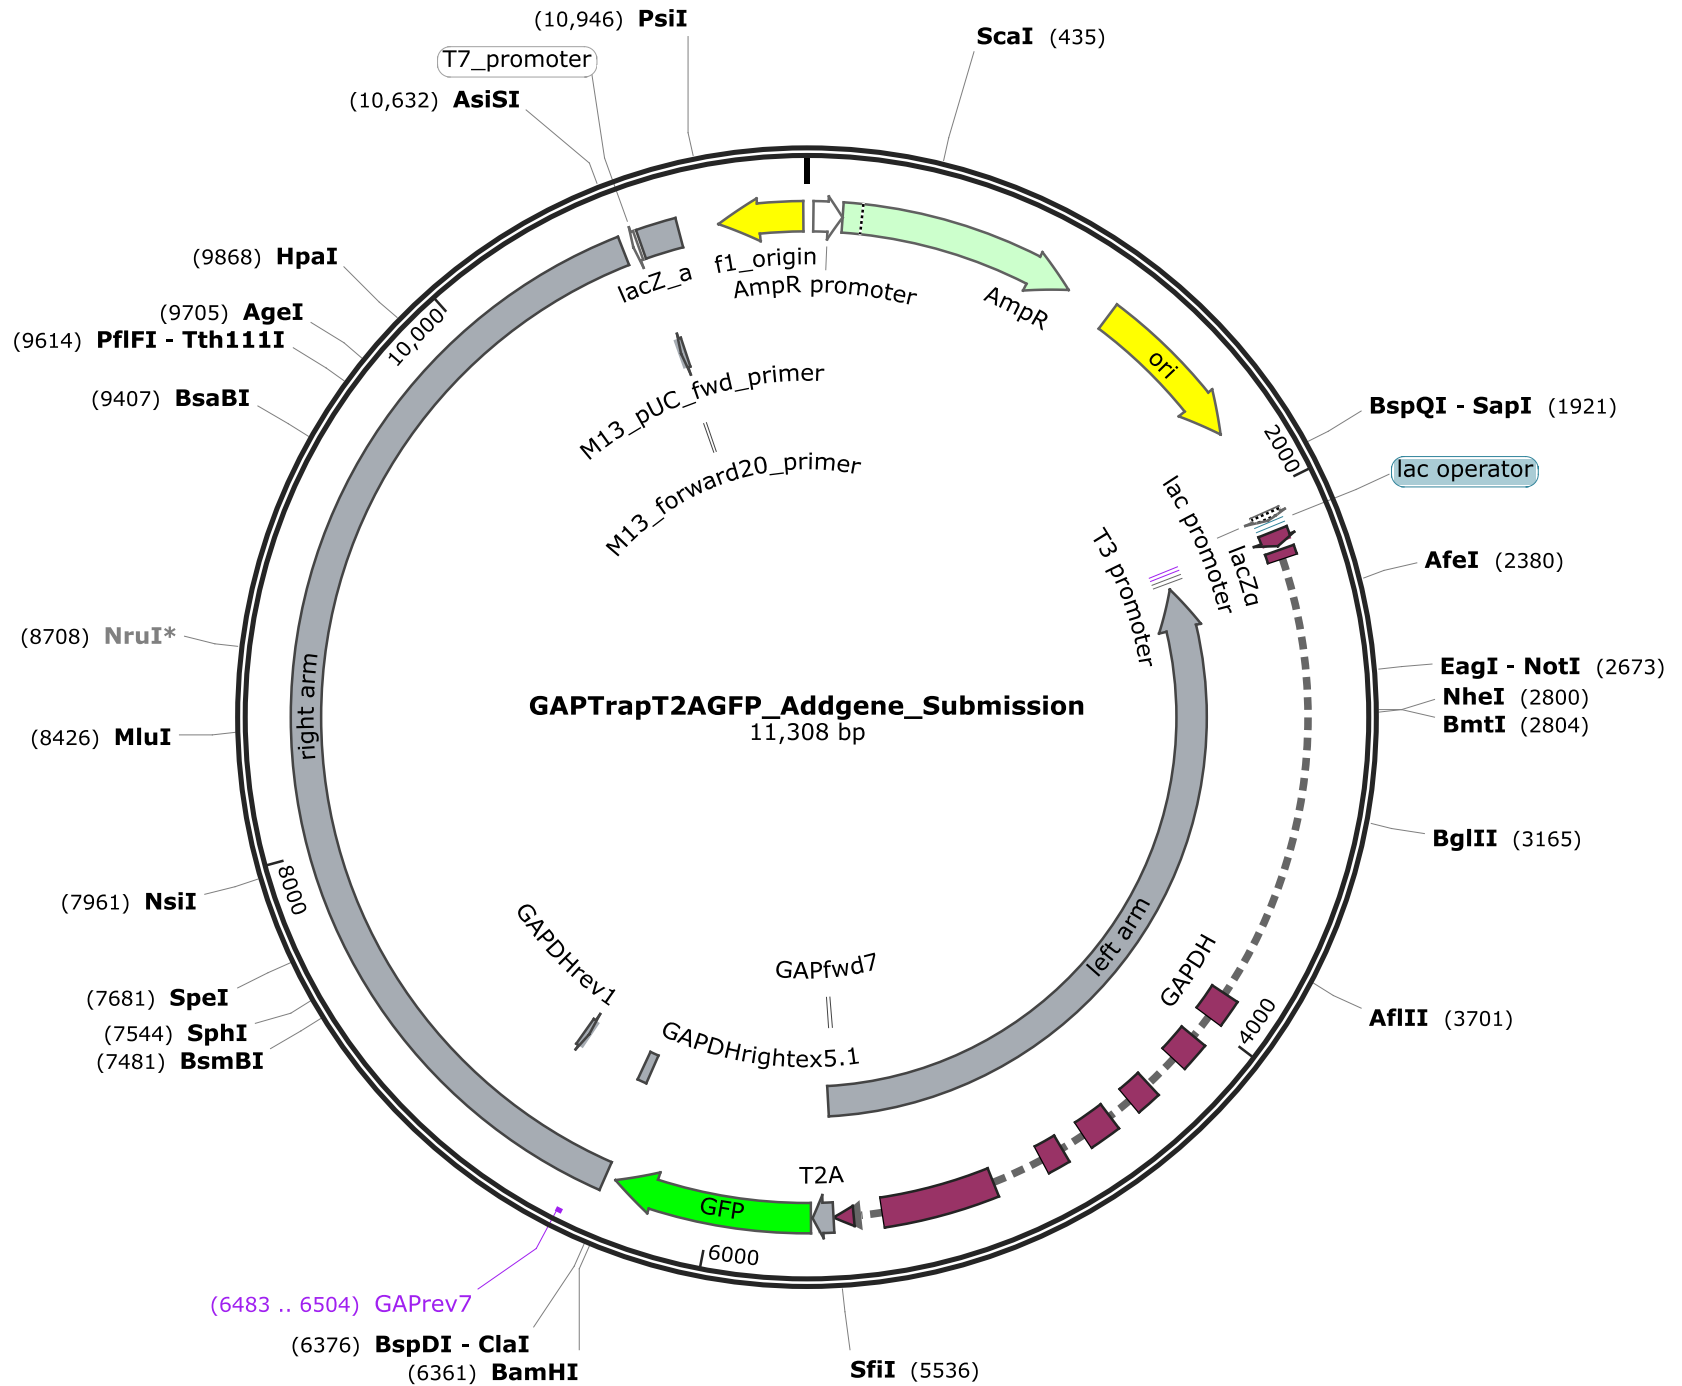 (10,946) PsiI
ScaI (435)
T7_promoter
(10,632) AsiSI
(9868) HpaI
(9705) AgeI
(9614) PflFI - Tth111I
(9407) BsaBI
(8708) NruI*
(8426) MluI
(7961) NsiI
(7681) SpeI
(7544) SphI
(7481) BsmBI
(6483 .. 6504) GAPrev7
(6376) BspDI - ClaI
(6361) BamHI
SfiI (5536)
BspQI - SapI (1921)
lac operator
AfeI (2380)
EagI - NotI (2673)
NheI (2800)
BmtI (2804)
BglII (3165)
AflII (3701)
10,000
2000
4000
6000
8000
lacZ_a
f1_origin
AmpR promoter
AmpR
ori
M13_pUC_fwd_primer
M13_forward20_primer
lac promoter
lacZα
T3 promoter
right arm
left arm
GAPDH
GAPTrapT2AGFP_Addgene_Submission
11,308 bp
GAPDHrev1
GAPDHrightex5.1
GAPfwd7
T2A
GFP